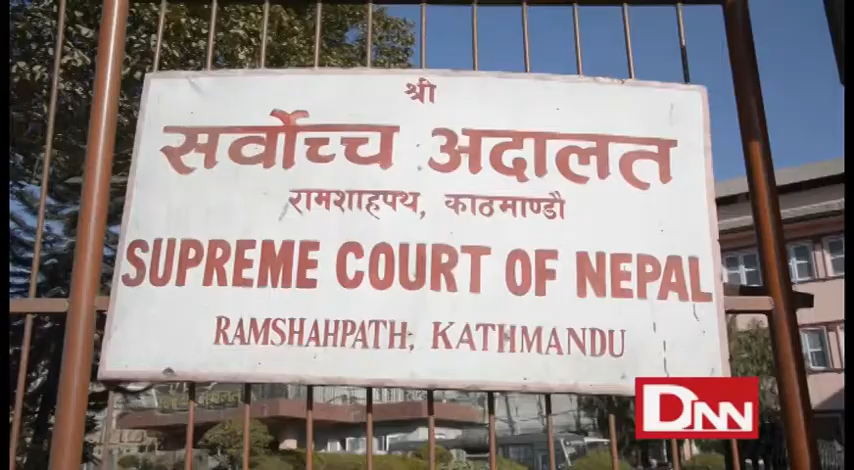 श्री
सर्वोच्च अदालत
रामशाहपथ, काठमाण्डौ
SUPREME COURT OF NEPAL
RAMSHAHPATH, KATHMANDU
DNN